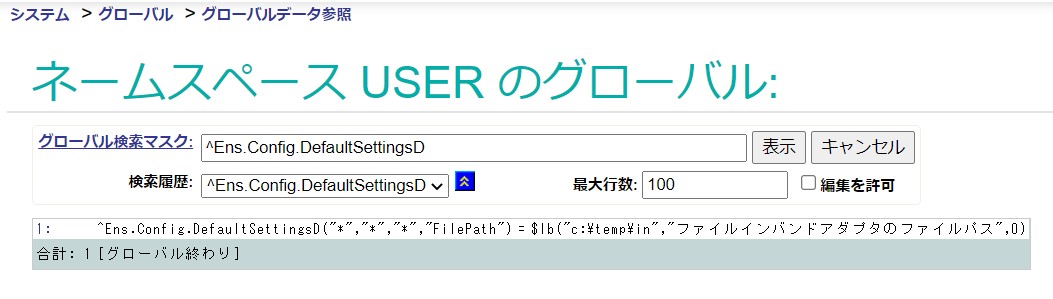 システム > グローバル > グローバルデータ参照
ネームスペース USER のグローバル:
グローバル検索マスク: ^Ens.Config.DefaultSettingsD 表示 キャンセル
検索履歴: ^Ens.Config.DefaultSettingsD 最大行数: 100 編集を許可
1: ^Ens.Config.DefaultSettingsD("*","*","*","FilePath") = $lb("c:¥temp¥in","ファイルインバンドアダプタのファイルパス",0)
合計: 1 [グローバル終わり]